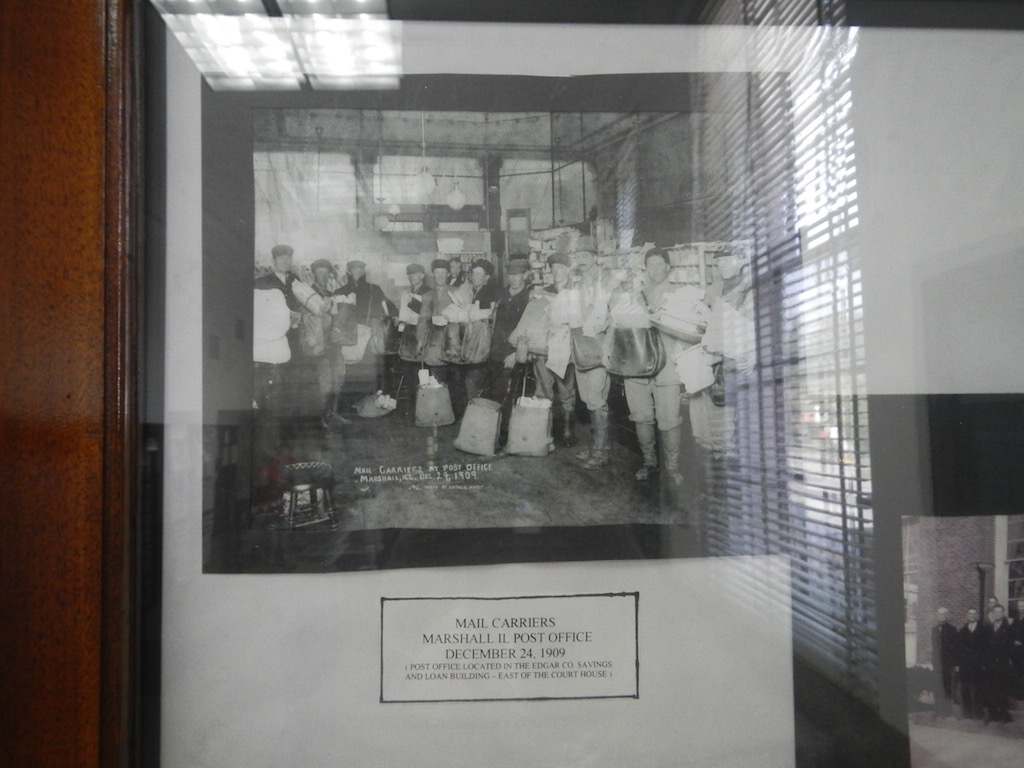 MAIL CARRIERS AT POST OFFICE
MARSHALL, ILL. DEC. 24, 1909.
MAIL CARRIERS
MARSHALL IL POST OFFICE
DECEMBER 24, 1909
( POST OFFICE LOCATED IN THE EDGAR CO. SAVINGS
AND LOAN BUILDING – EAST OF THE COURT HOUSE )